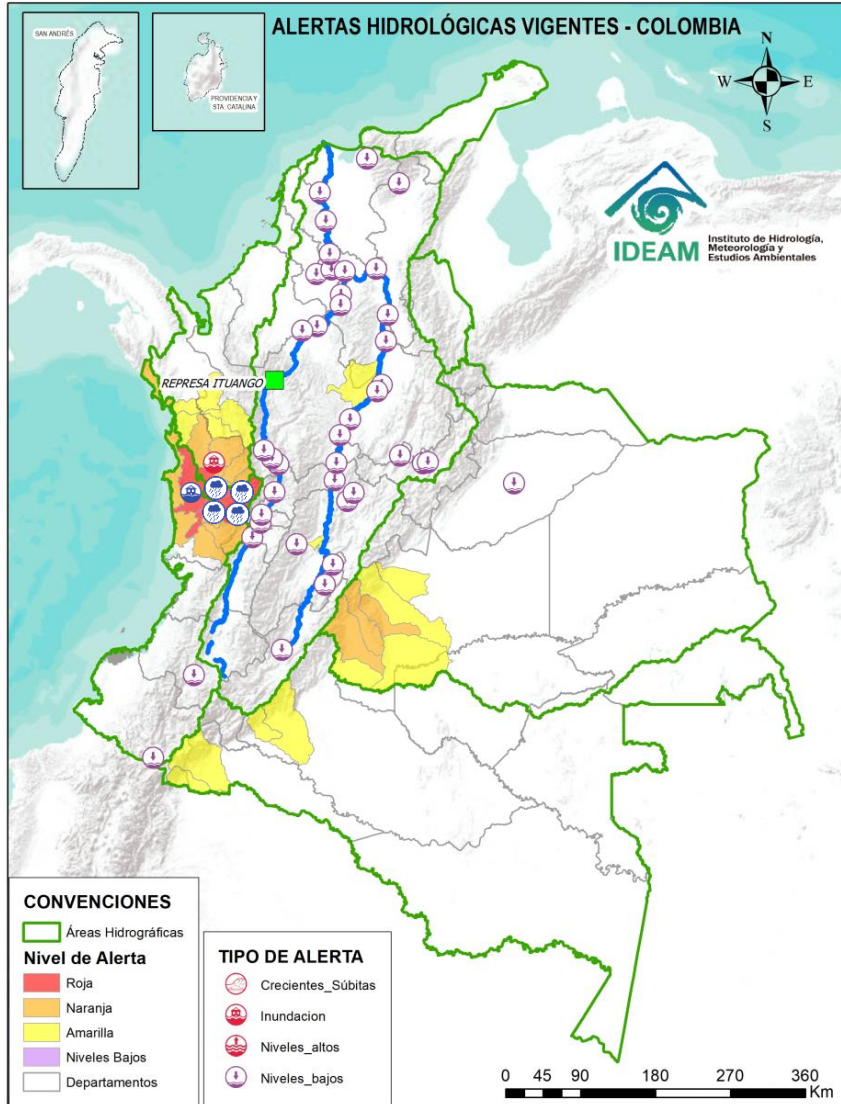 ALERTAS HIDROLÓGICAS VIGENTES - COLOMBIA
SAN ANDRÉS
PROVIDENCIA Y
STA. CATALINA
N
W E
S
IDEAM
Instituto de Hidrología,
Meteorología y
Estudios Ambientales
REPRESA ITUANGO
CONVENCIONES
Áreas Hidrográficas
Nivel de Alerta
Roja
Naranja
Amarilla
Niveles Bajos
Departamentos
TIPO DE ALERTA
Crecientes_Súbitas
Inundacion
Niveles_altos
Niveles_bajos
0 45 90 180 270 360
Km